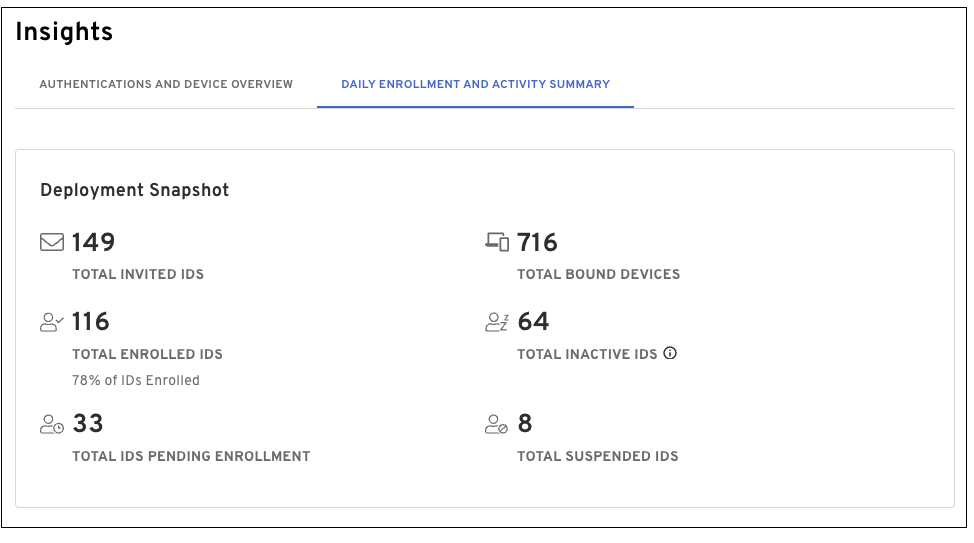 Insights
AUTHENTICATIONS AND DEVICE OVERVIEW
DAILY ENROLLMENT AND ACTIVITY SUMMARY
Deployment Snapshot
149
TOTAL INVITED IDS
716
TOTAL BOUND DEVICES
116
TOTAL ENROLLED IDS
78% of IDs Enrolled
64
TOTAL INACTIVE IDS
33
TOTAL IDS PENDING ENROLLMENT
8
TOTAL SUSPENDED IDS